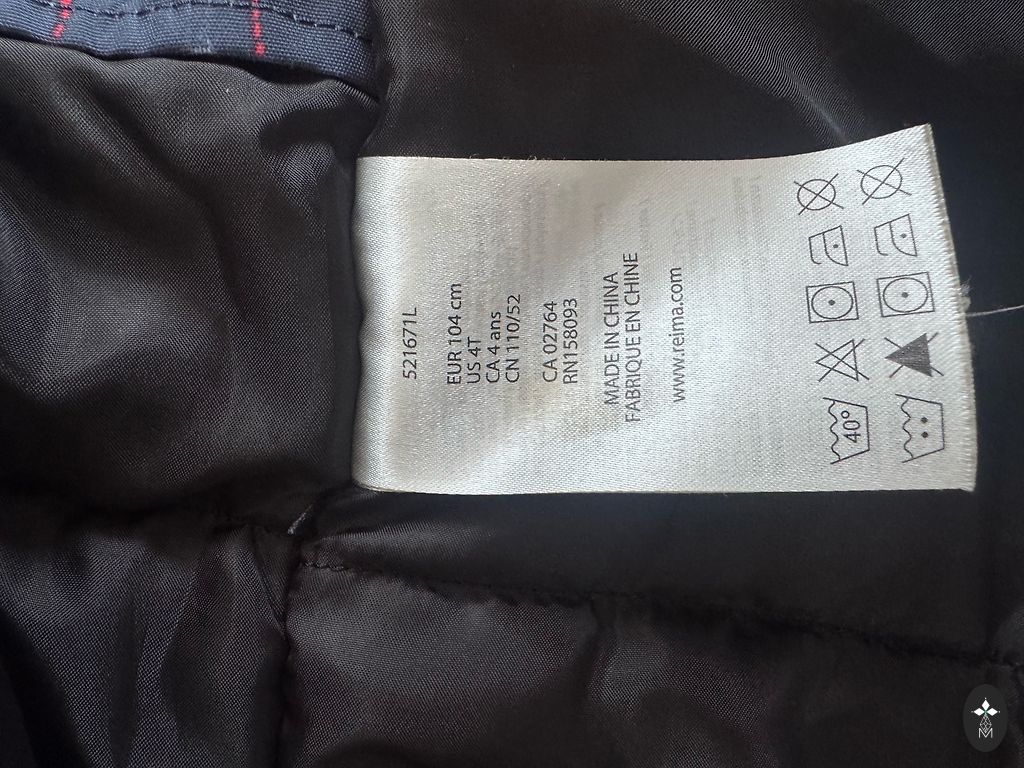 521671L
EUR 104 cm
US 4T
CA 4 ans
CN 110/52
CA 02764
RN158093
MADE IN CHINA
FABRIQUE EN CHINE
www.reima.com
40°
M